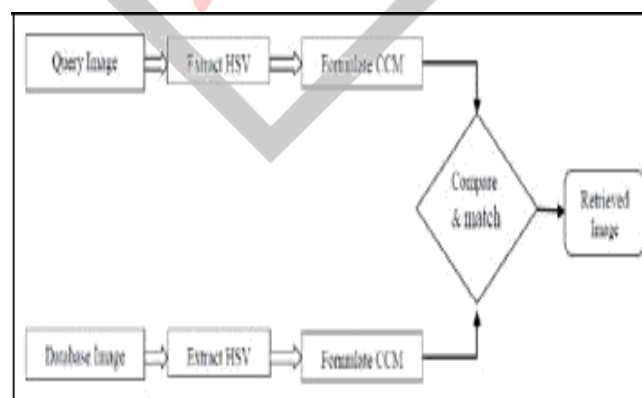 Query Image
Extract HSV
Formulate CCM
Compare
& match
Retrieved
Image
Database Image
Extract HSV
Formulate CCM